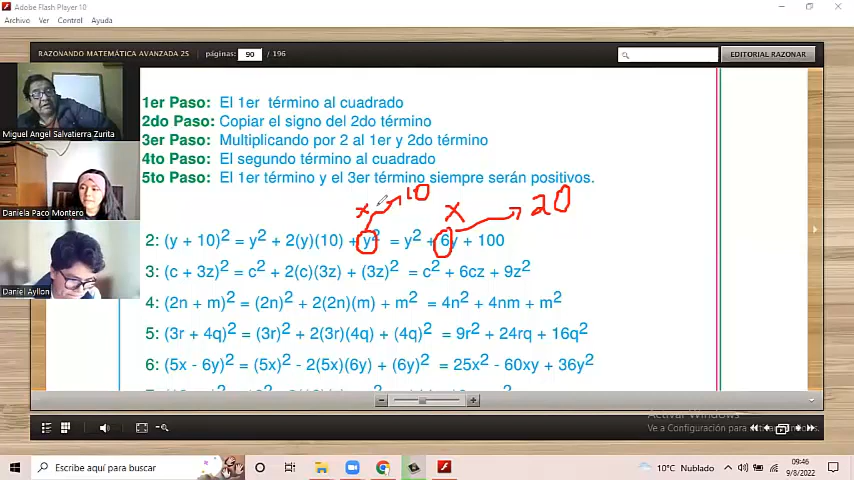 Adobe Flash Player 10
Archivo Ver Control Ayuda
RAZONANDO MATEMÁTICA AVANZADA 25 páginas: 90 / 196 EDITORIAL RAZONAR
1er Paso: El 1er término al cuadrado
2do Paso: Copiar el signo del 2do término
3er Paso: Multiplicando por 2 al 1er y 2do término
4to Paso: El segundo término al cuadrado
5to Paso: El 1er término y el 3er término siempre serán positivos.
Miguel Angel Salvatierra Zurita
Daniela Paco Montero
Daniel Ayllon
x 10 x 20
2: (y + 10)² = y² + 2(y)(10) + y² = y² + 6y + 100
3: (c + 3z)² = c² + 2(c)(3z) + (3z)² = c² + 6cz + 9z²
4: (2n + m)² = (2n)² + 2(2n)(m) + m² = 4n² + 4nm + m²
5: (3r + 4q)² = (3r)² + 2(3r)(4q) + (4q)² = 9r² + 24rq + 16q²
6: (5x - 6y)² = (5x)² - 2(5x)(6y) + (6y)² = 25x² - 60xy + 36y²
Activar Windows
Ve a Configuración para activar Windows.
Escribe aquí para buscar
10°C Nublado
09:46
9/8/2022